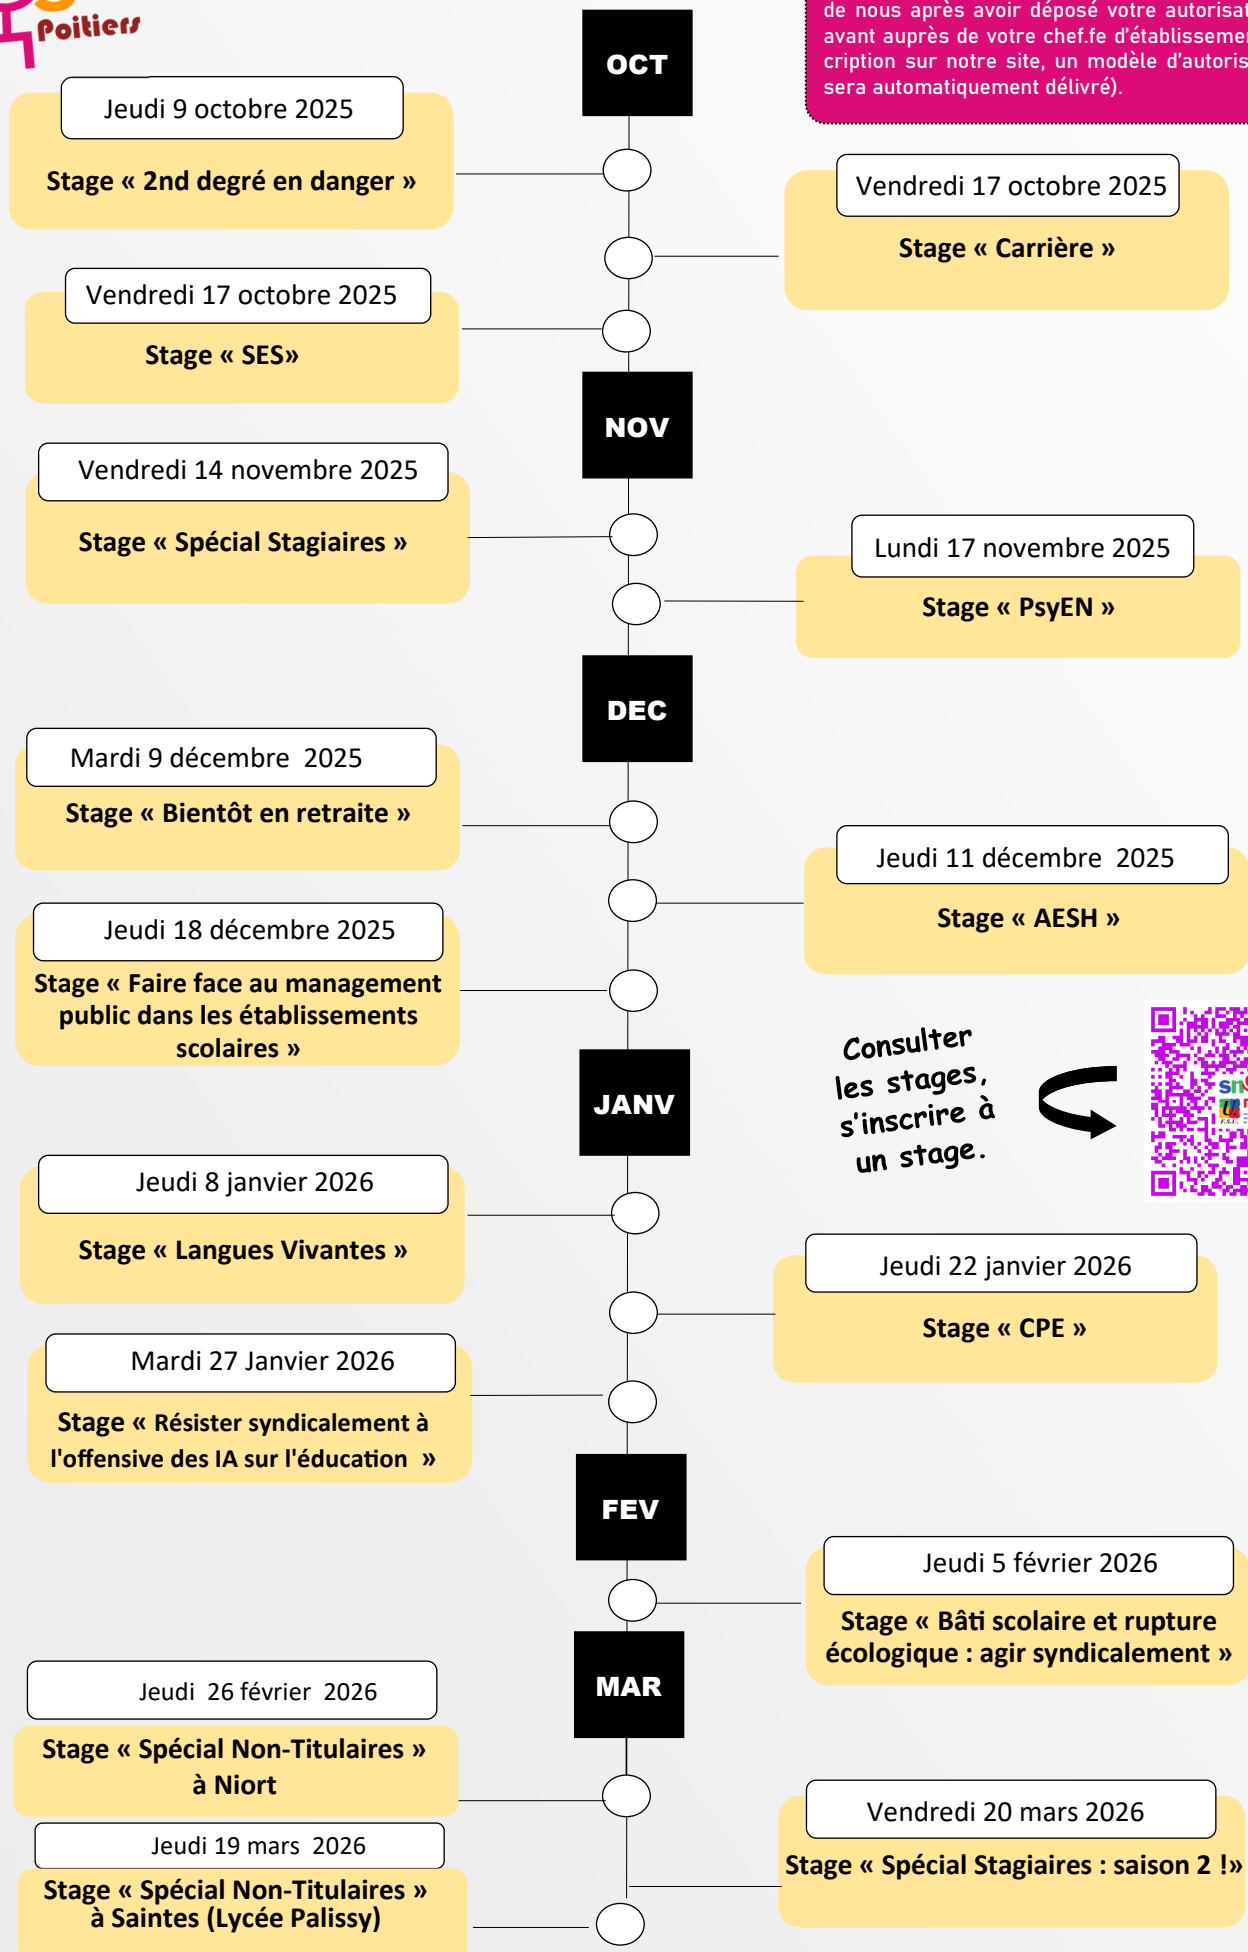 Poitiers
de nous après avoir déposé votre
avant auprès de votre chef.fe
cription sur notre site, un modèle
sera automatiquement délivré).
OCT
Jeudi 9 octobre 2025
Stage « 2nd degré en danger »
Vendredi 17 octobre 2025
Stage « Carrière »
Vendredi 17 octobre 2025
Stage « SES»
NOV
Vendredi 14 novembre 2025
Stage « Spécial Stagiaires »
Lundi 17 novembre 2025
Stage « PsyEN »
DEC
Mardi 9 décembre 2025
Stage « Bientôt en retraite »
Jeudi 11 décembre 2025
Stage « AESH »
Jeudi 18 décembre 2025
Stage « Faire face au management
public dans les établissements
scolaires »
Consulter
les stages,
s'inscrire à
un stage.
JANV
Jeudi 8 janvier 2026
Stage « Langues Vivantes »
Jeudi 22 janvier 2026
Stage « CPE »
Mardi 27 Janvier 2026
Stage « Résister syndicalement à
l'offensive des IA sur l'éducation »
FEV
Jeudi 5 février 2026
Stage « Bâti scolaire et rupture
écologique : agir syndicalement »
MAR
Jeudi 26 février 2026
Stage « Spécial Non-Titulaires »
à Niort
Vendredi 20 mars 2026
Stage « Spécial Stagiaires : saison 2 !»
Jeudi 19 mars 2026
Stage « Spécial Non-Titulaires »
à Saintes (Lycée Palissy)